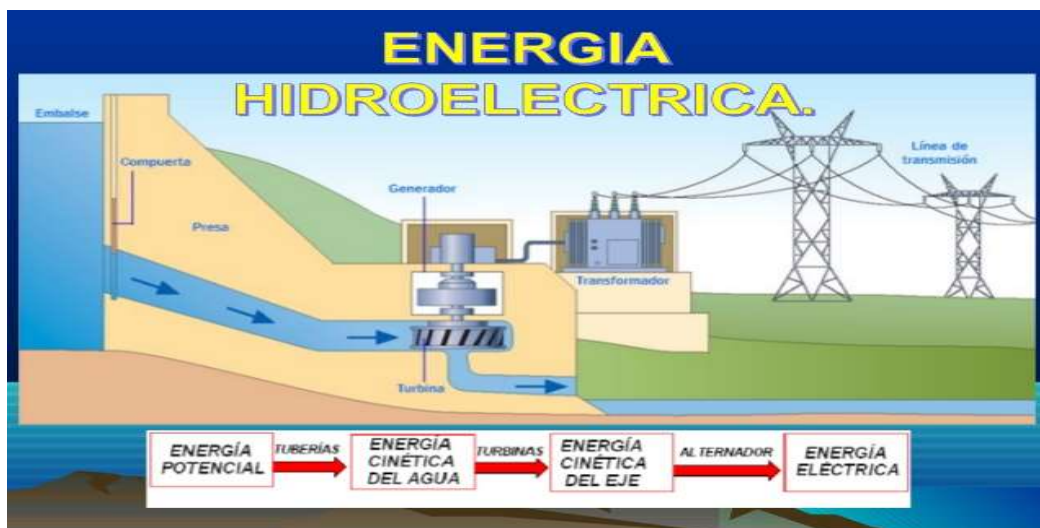 ENERGIA
HIDROELECTRICA.
Embalse
Compuerta
Presa
Generador
Línea de
transmisión
Transformador
Turbina
ENERGÍA
POTENCIAL
TUBERÍAS
ENERGÍA
CINÉTICA
DEL AGUA
TURBINAS
ENERGÍA
CINÉTICA
DEL EJE
ALTERNADOR
ENERGÍA
ELÉCTRICA